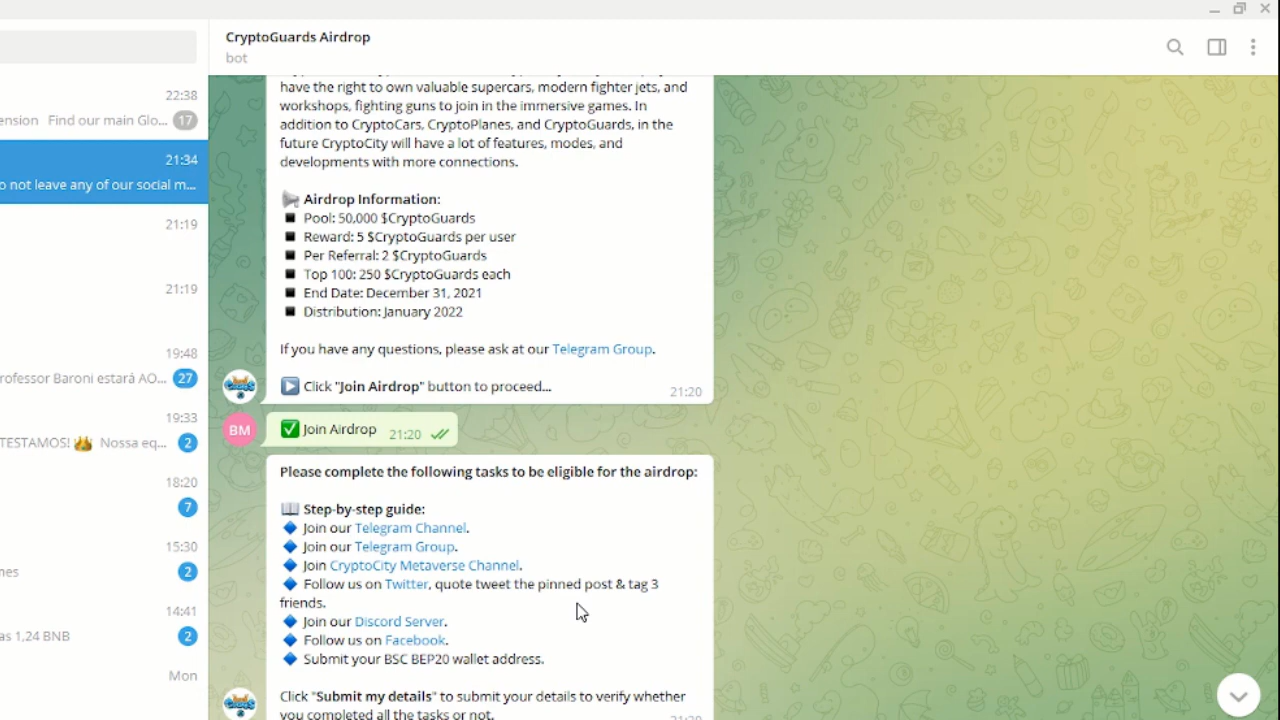 CryptoGuards Airdrop
bot
22:38
ension Find our main Glo... 17
21:34
o not leave any of our social m...
21:19
21:19
19:48
rofessor Baroni estará AO... 27
19:33
TESTAMOS! Nossa eq... 2
18:20
7
15:30
mes 2
14:41
as 1,24 BNB 2
Mon
have the right to own valuable supercars, modern fighter jets, and
workshops, fighting guns to join in the immersive games. In
addition to CryptoCars, CryptoPlanes, and CryptoGuards, in the
future CryptoCity will have a lot of features, modes, and
developments with more connections.
Airdrop Information:
Pool: 50,000 $CryptoGuards
Reward: 5 $CryptoGuards per user
Per Referral: 2 $CryptoGuards
Top 100: 250 $CryptoGuards each
End Date: December 31, 2021
Distribution: January 2022
If you have any questions, please ask at our Telegram Group.
Click "Join Airdrop" button to proceed...
21:20
BM
Join Airdrop 21:20
Please complete the following tasks to be eligible for the airdrop:
Step-by-step guide:
Join our Telegram Channel.
Join our Telegram Group.
Join CryptoCity Metaverse Channel.
Follow us on Twitter, quote tweet the pinned post & tag 3
friends.
Join our Discord Server.
Follow us on Facebook.
Submit your BSC BEP20 wallet address.
Click "Submit my details" to submit your details to verify whether
you completed all the tasks or not.
21:20